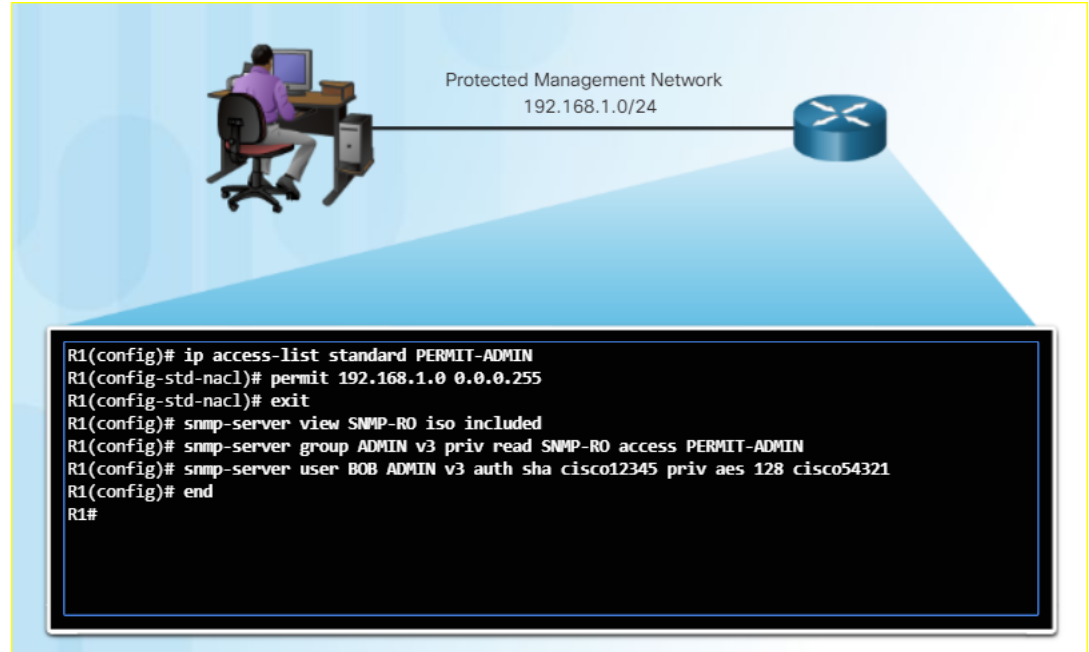 Protected Management Network
192.168.1.0/24
R1(config)# ip access-list standard PERMIT-ADMIN
R1(config-std-nacl)# permit 192.168.1.0 0.0.0.255
R1(config-std-nacl)# exit
R1(config)# snmp-server view SNMP-RO iso included
R1(config)# snmp-server group ADMIN v3 priv read SNMP-RO access PERMIT-ADMIN
R1(config)# snmp-server user BOB ADMIN v3 auth sha cisco12345 priv aes 128 cisco54321
R1(config)# end
R1#